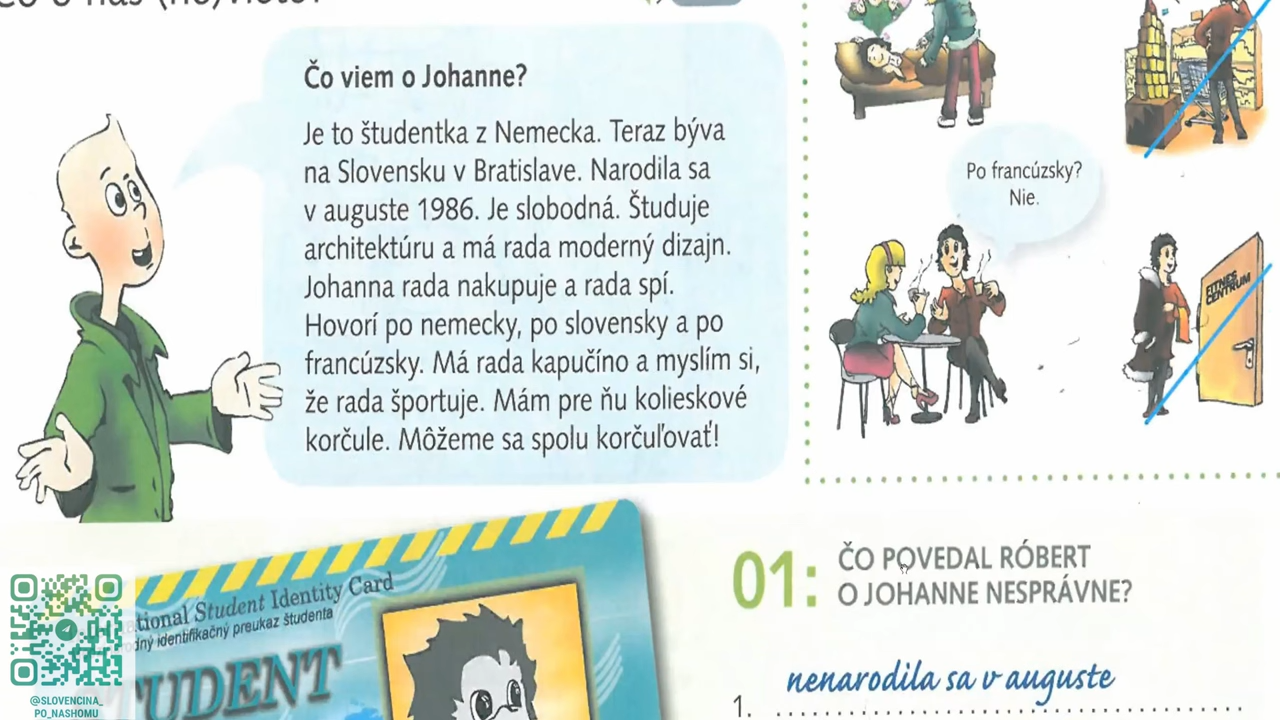 Čo viem o Johanne?
Je to študentka z Nemecka. Teraz býva
na Slovensku v Bratislave. Narodila sa
v auguste 1986. Je slobodná. Študuje
architektúru a má rada moderný dizajn.
Johanna rada nakupuje a rada spí.
Hovorí po nemecky, po slovensky a po
francúzsky. Má rada kapučíno a myslím si,
že rada športuje. Mám pre ňu kolieskové
korčule. Môžeme sa spolu korčuľovať!
Po francúzsky?
Nie.
FITNES
CENTRUM
Student Identity Card
identifikačný preukaz študenta
01: ČO POVEDAL RÓBERT
O JOHANNE NESPRÁVNE?
1. nenarodila sa v auguste
@SLOVENCINA_
PO_NASHOMU